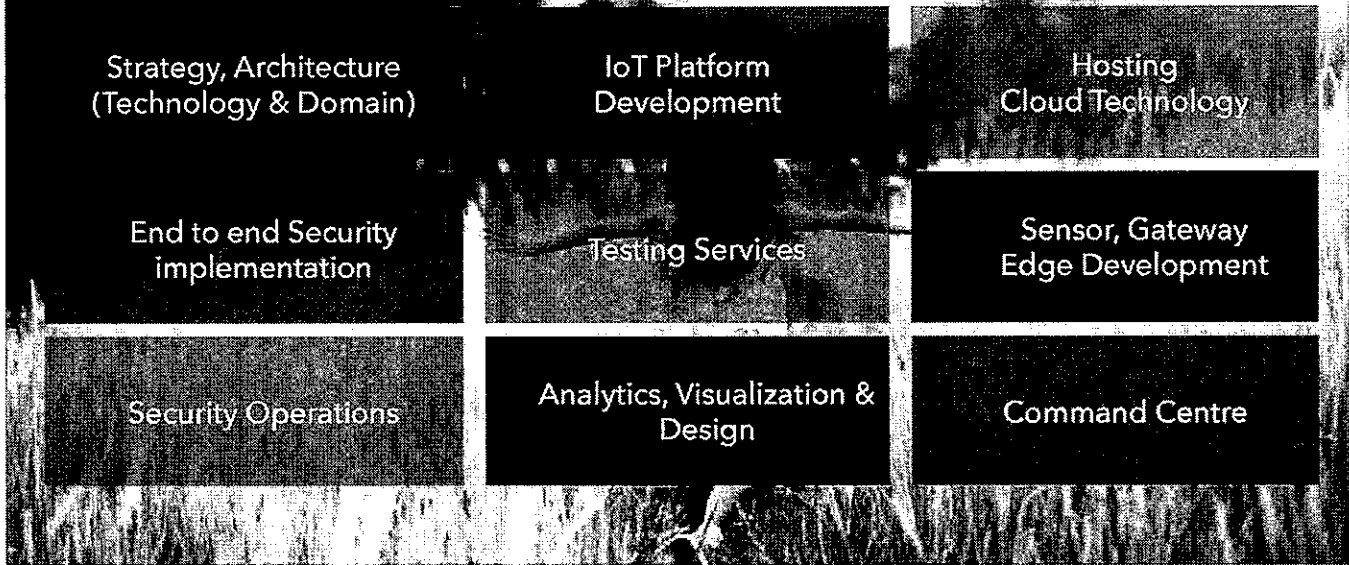 Strategy, Architecture
(Technology & Domain)
IoT Platform
Development
Hosting
Cloud Technology
End to end Security
implementation
Testing Services
Sensor, Gateway
Edge Development
Security Operations
Analytics, Visualization &
Design
Command Centre